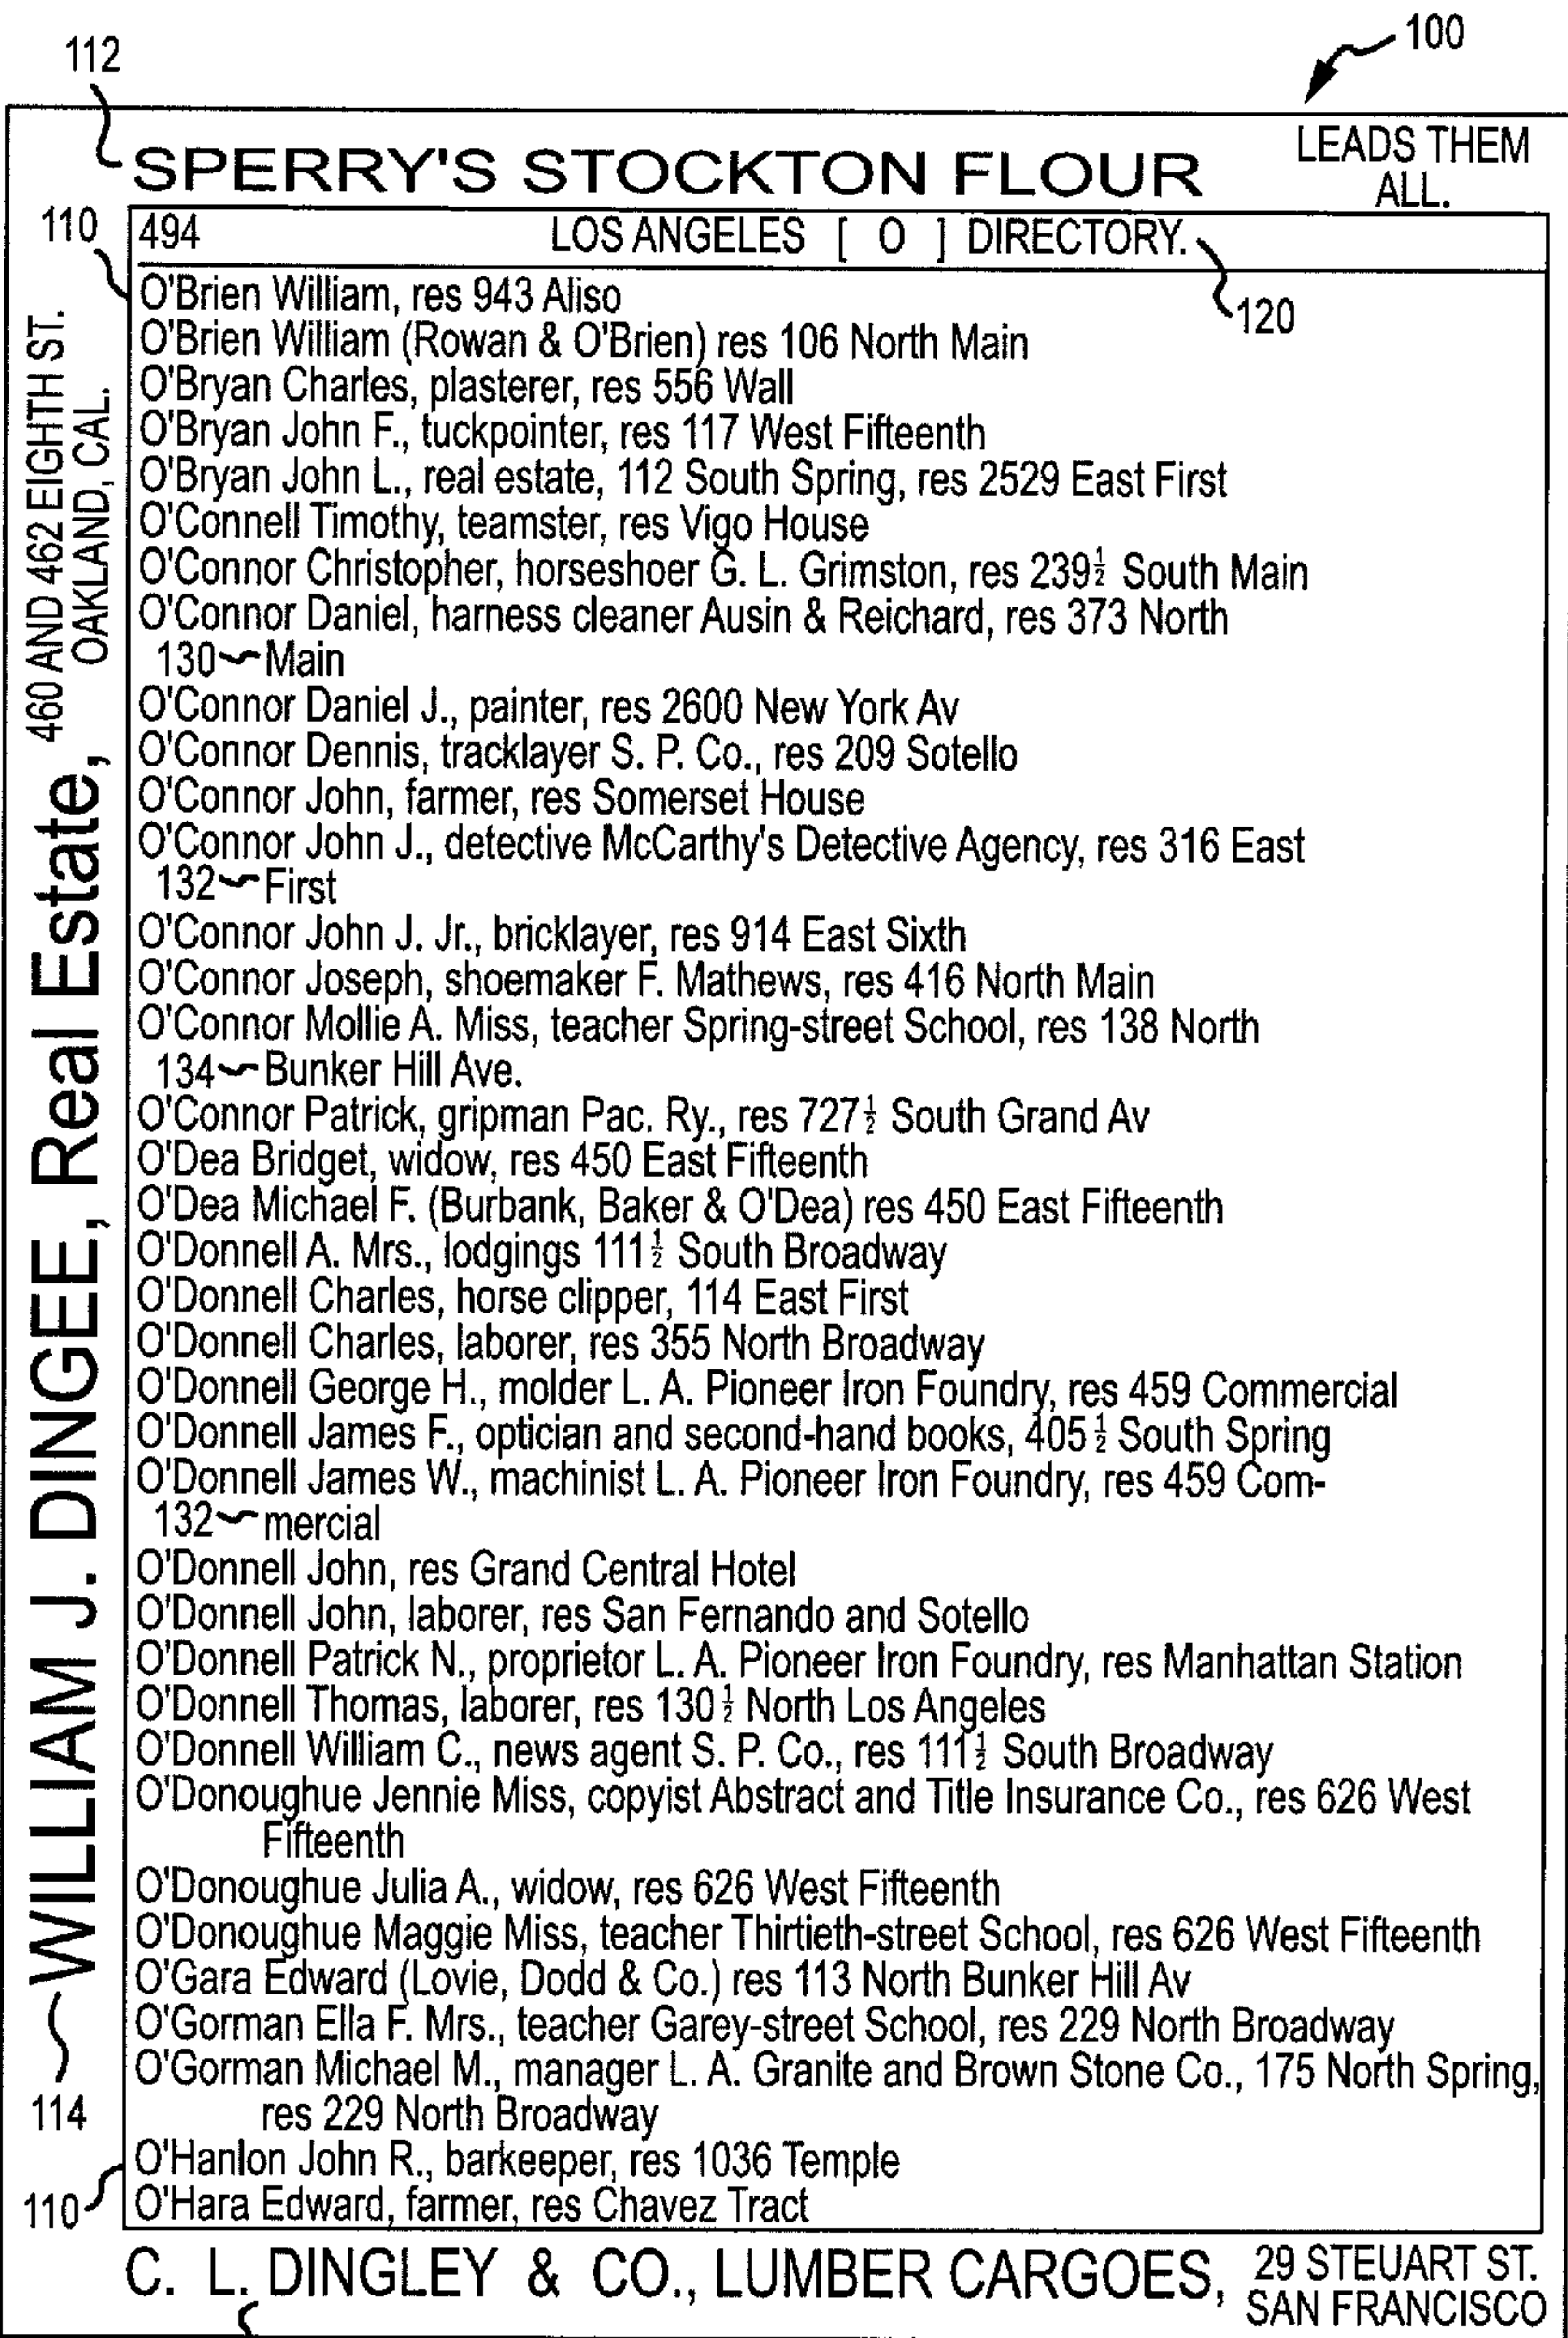 100
112
SPERRY'S STOCKTON FLOUR
LEADS THEM
ALL.
110
494 LOS ANGELES [ O ] DIRECTORY.
120
O'Brien William, res 943 Aliso
O'Brien William (Rowan & O'Brien) res 106 North Main
O'Bryan Charles, plasterer, res 556 Wall
O'Bryan John F., tuckpointer, res 117 West Fifteenth
O'Bryan John L., real estate, 112 South Spring, res 2529 East First
O'Connell Timothy, teamster, res Vigo House
O'Connor Christopher, horseshoer G. L. Grimston, res 239½ South Main
O'Connor Daniel, harness cleaner Ausin & Reichard, res 373 North
130 Main
O'Connor Daniel J., painter, res 2600 New York Av
O'Connor Dennis, tracklayer S. P. Co., res 209 Sotello
O'Connor John, farmer, res Somerset House
O'Connor John J., detective McCarthy's Detective Agency, res 316 East
132 First
O'Connor John J. Jr., bricklayer, res 914 East Sixth
O'Connor Joseph, shoemaker F. Mathews, res 416 North Main
O'Connor Mollie A. Miss, teacher Spring-street School, res 138 North
134 Bunker Hill Ave.
O'Connor Patrick, gripman Pac. Ry., res 727½ South Grand Av
O'Dea Bridget, widow, res 450 East Fifteenth
O'Dea Michael F. (Burbank, Baker & O'Dea) res 450 East Fifteenth
O'Donnell A. Mrs., lodgings 111½ South Broadway
O'Donnell Charles, horse clipper, 114 East First
O'Donnell Charles, laborer, res 355 North Broadway
O'Donnell George H., molder L. A. Pioneer Iron Foundry, res 459 Commercial
O'Donnell James F., optician and second-hand books, 405½ South Spring
O'Donnell James W., machinist L. A. Pioneer Iron Foundry, res 459 Com-
132 mercial
O'Donnell John, res Grand Central Hotel
O'Donnell John, laborer, res San Fernando and Sotello
O'Donnell Patrick N., proprietor L. A. Pioneer Iron Foundry, res Manhattan Station
O'Donnell Thomas, laborer, res 130½ North Los Angeles
O'Donnell William C., news agent S. P. Co., res 111½ South Broadway
O'Donoughue Jennie Miss, copyist Abstract and Title Insurance Co., res 626 West
Fifteenth
O'Donoughue Julia A., widow, res 626 West Fifteenth
O'Donoughue Maggie Miss, teacher Thirtieth-street School, res 626 West Fifteenth
O'Gara Edward (Lovie, Dodd & Co.) res 113 North Bunker Hill Av
O'Gorman Ella F. Mrs., teacher Garey-street School, res 229 North Broadway
O'Gorman Michael M., manager L. A. Granite and Brown Stone Co., 175 North Spring,
res 229 North Broadway
O'Hanlon John R., barkeeper, res 1036 Temple
O'Hara Edward, farmer, res Chavez Tract
WILLIAM J. DINGEE, Real Estate,
460 AND 462 EIGHTH ST.
OAKLAND, CAL.
114
110
C. L. DINGLEY & CO., LUMBER CARGOES,
29 STEUART ST.
SAN FRANCISCO